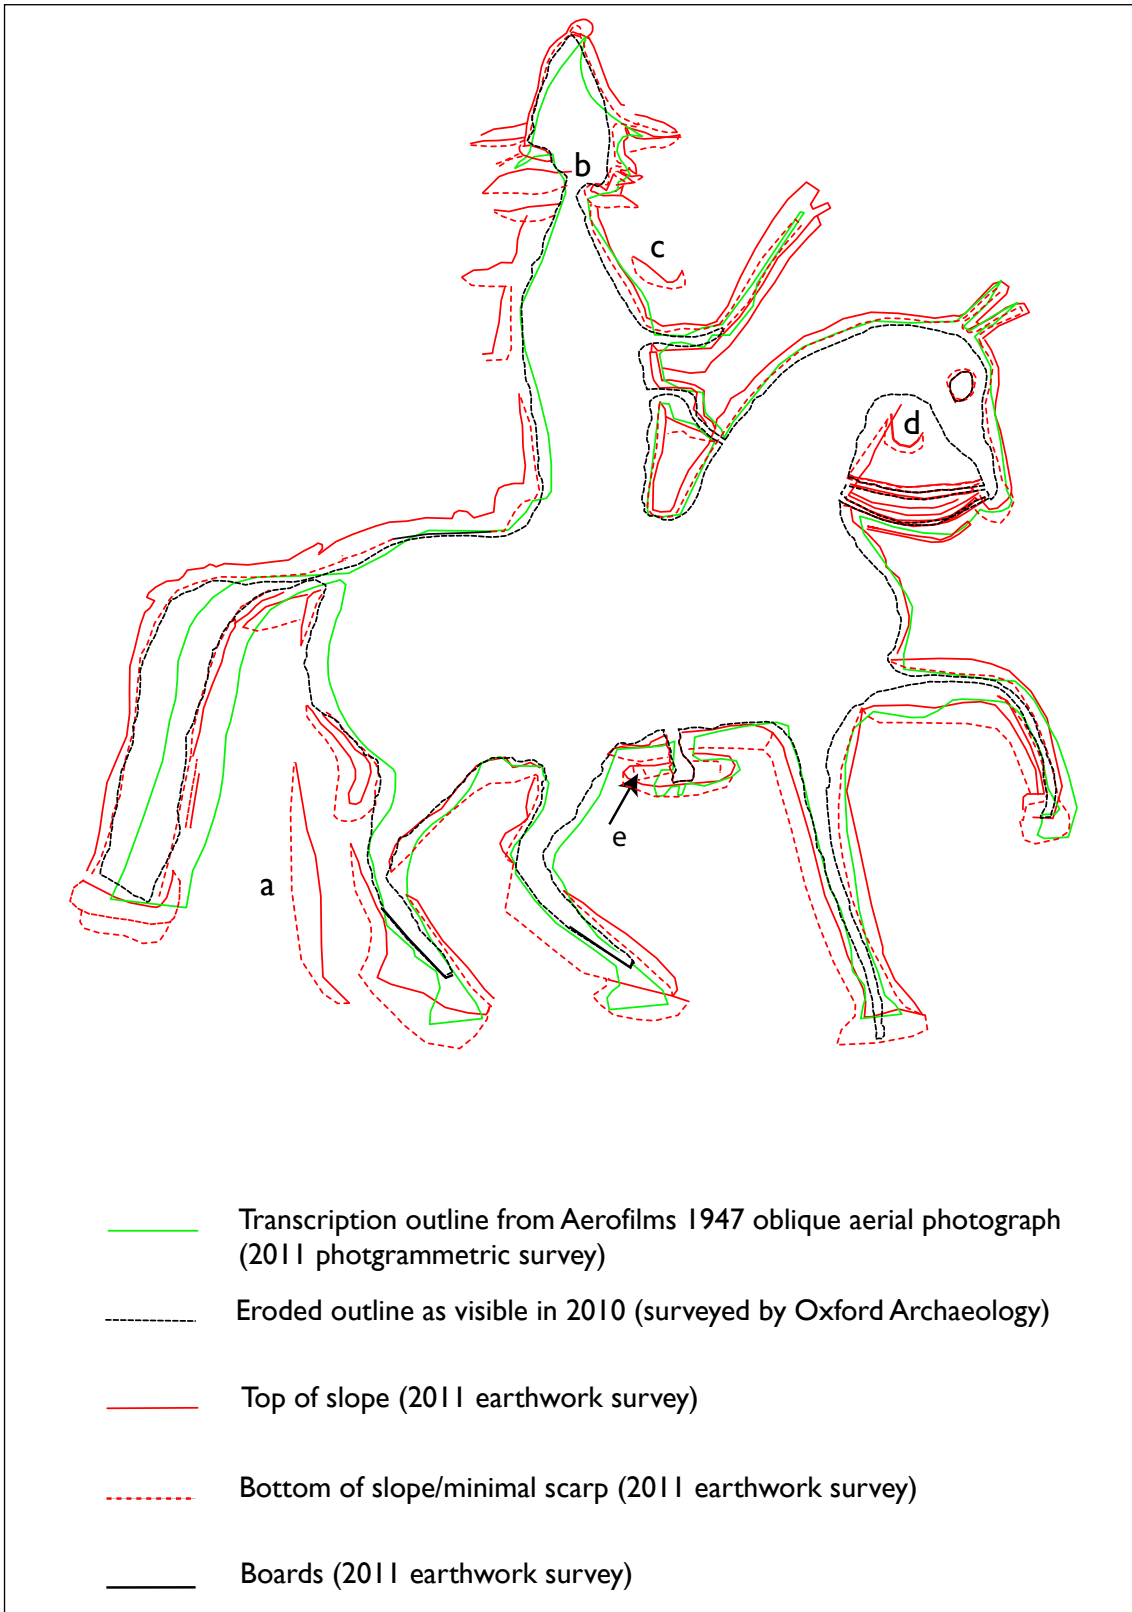 b
c
d
e
a
Transcription outline from Aerofilms 1947 oblique aerial photograph
(2011 photgrammetric survey)
Eroded outline as visible in 2010 (surveyed by Oxford Archaeology)
Top of slope (2011 earthwork survey)
Bottom of slope/minimal scarp (2011 earthwork survey)
Boards (2011 earthwork survey)